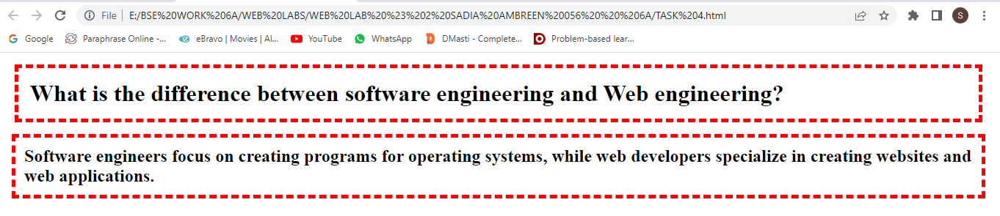 File | E:/BSE%20WORK%206A/WEB%20LABS/WEB%20LAB%20%23%202%20SADIA%20AMBREEN%20056%20%20%206A/TASK%204.html S
Google Paraphrase Online -... eBravo | Movies | Al... YouTube WhatsApp DMasti - Complete... Problem-based lear...
What is the difference between software engineering and Web engineering?
Software engineers focus on creating programs for operating systems, while web developers specialize in creating websites and
web applications.